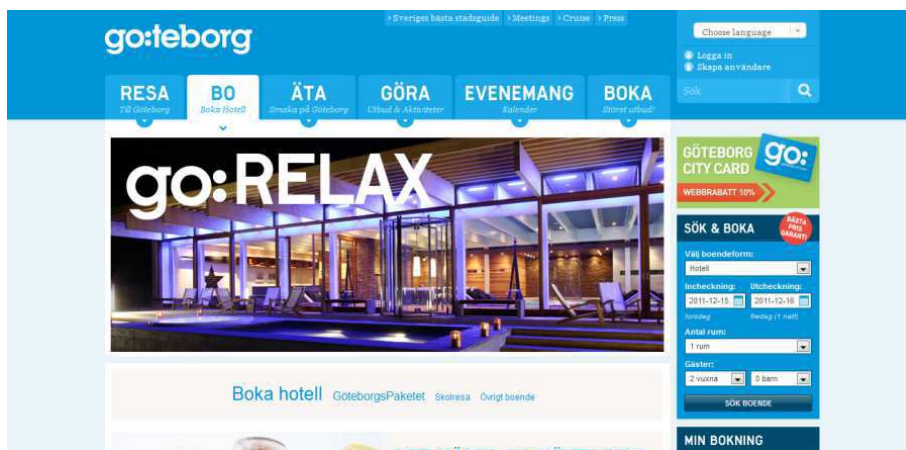 go:teborg
› Sveriges bästa stadsguide › Meetings › Cruise › Press
Choose language
Logga in
Skapa användare
Sök
RESA
Till Göteborg
BO
Boka Hotell
ÄTA
Smaka på Göteborg
GÖRA
Utbud & Aktiviteter
EVENEMANG
Kalender
BOKA
Störst utbud!
go:RELAX
GÖTEBORG
CITY CARD
go:
WEBBRABATT 10%
SÖK & BOKA
BÄSTA
PRIS
GARANTI
Välj boendeform:
Hotell
Incheckning: Utcheckning:
2011-12-15 2011-12-16
torsdag fredag (1 natt)
Antal rum:
1 rum
Gäster:
2 vuxna 0 barn
SÖK BOENDE
Boka hotell GöteborgsPaketet Skolresa Övrigt boende
MIN BOKNING